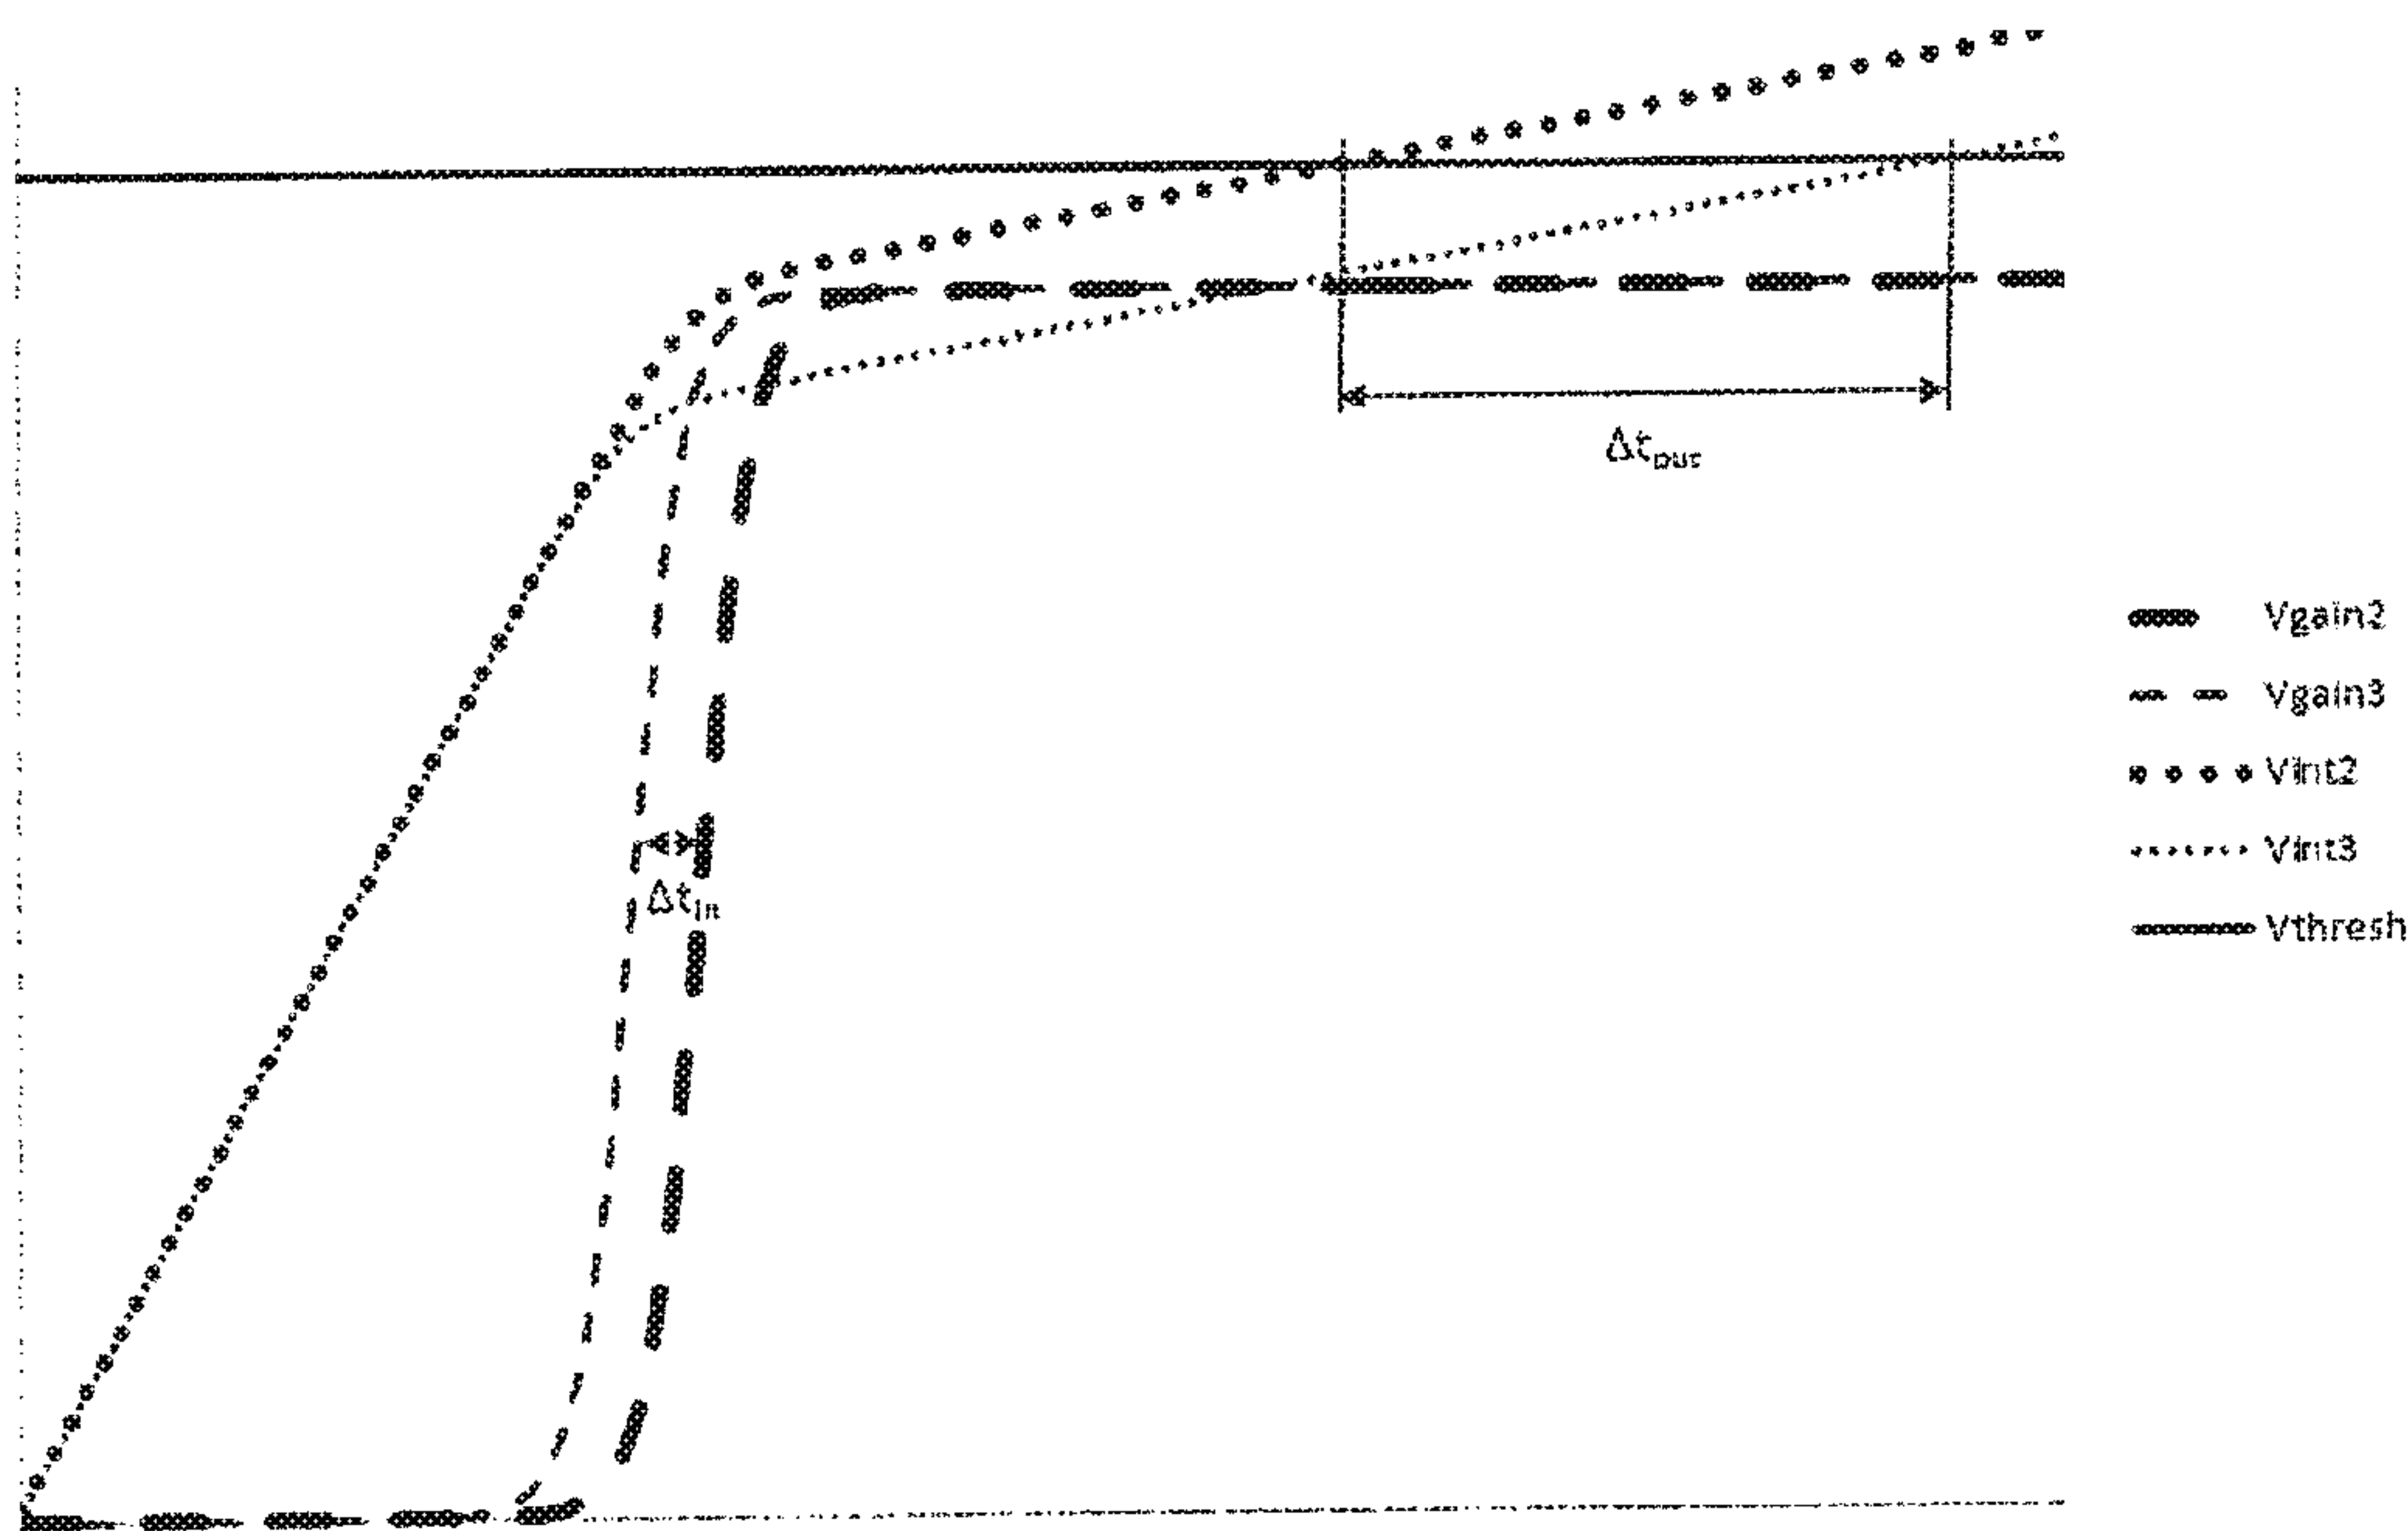 Δt_out
Δt_in
Vgain2
Vgain3
Vint2
Vint3
Vthresh